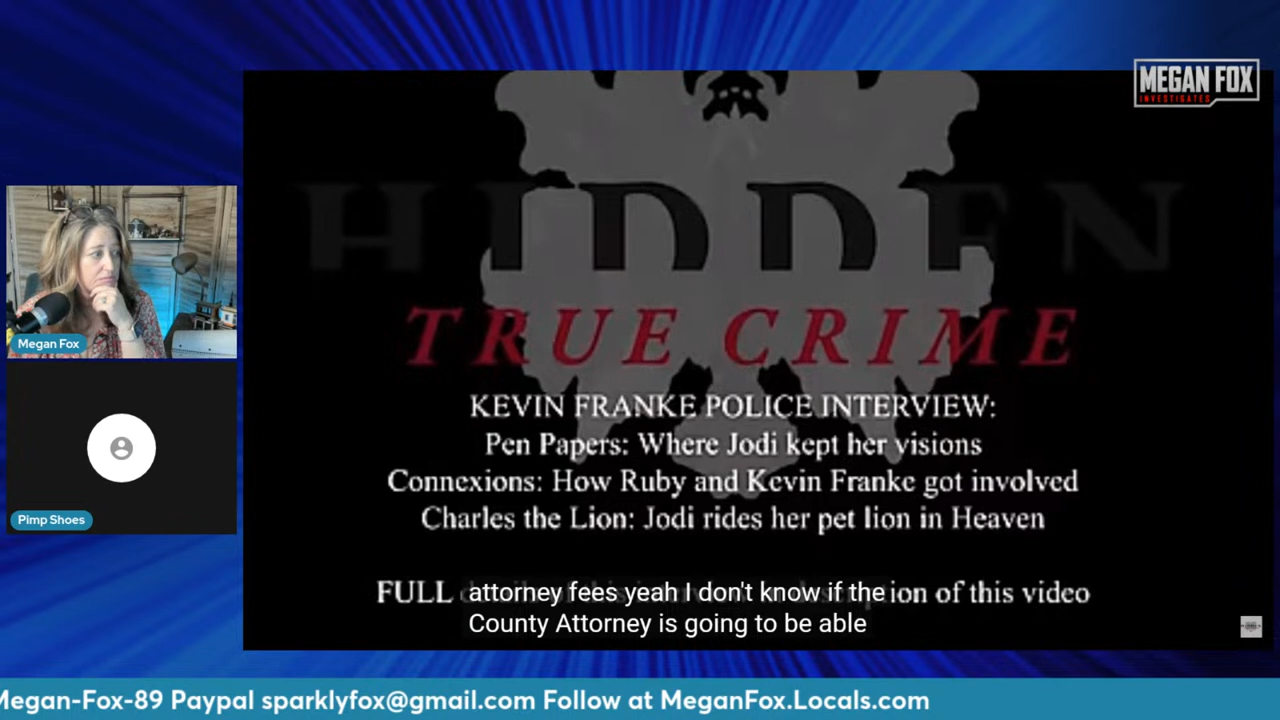 MEGAN FOX
INVESTIGATES
HIDDEN
TRUE CRIME
KEVIN FRANKE POLICE INTERVIEW:
Pen Papers: Where Jodi kept her visions
Connexions: How Ruby and Kevin Franke got involved
Charles the Lion: Jodi rides her pet lion in Heaven
FULL ion of this video
attorney fees yeah I don't know if the
County Attorney is going to be able
Megan Fox
Pimp Shoes
Megan-Fox-89 Paypal sparklyfox@gmail.com Follow at MeganFox.Locals.com